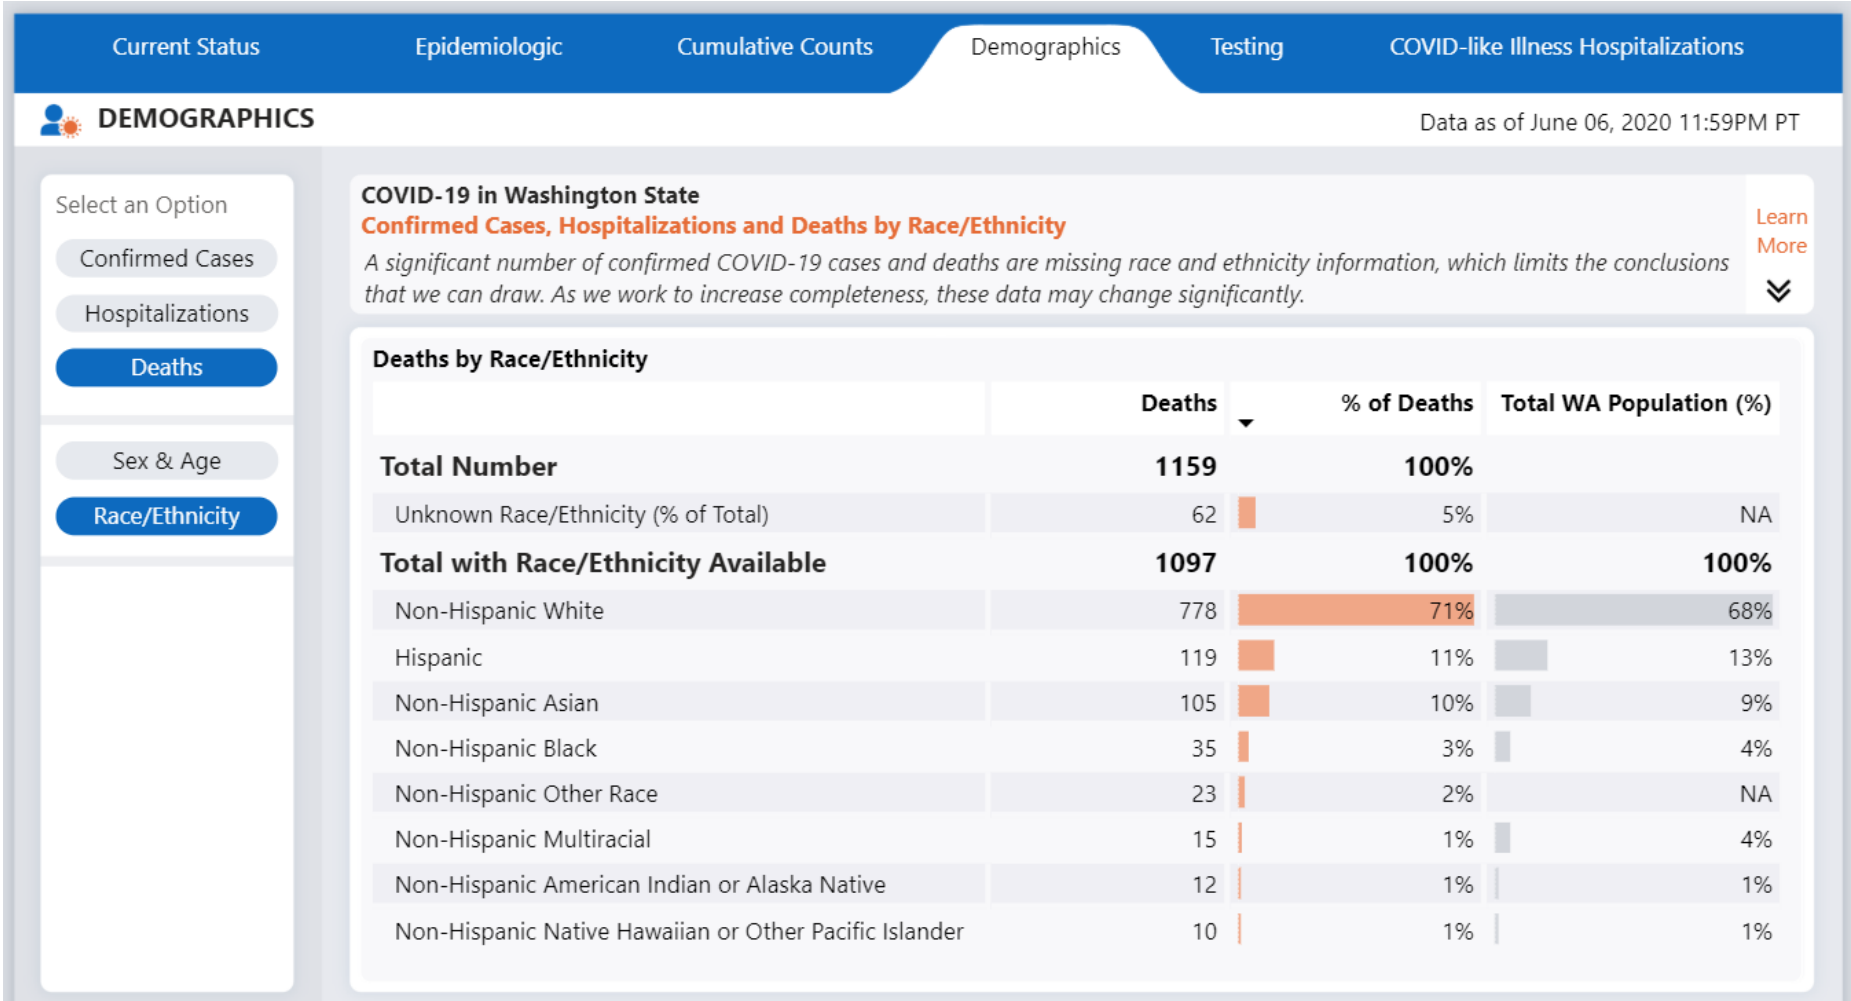 Current Status Epidemiologic Cumulative Counts Demographics Testing COVID-like Illness Hospitalizations
DEMOGRAPHICS Data as of June 06, 2020 11:59PM PT
Select an Option
Confirmed Cases
Hospitalizations
Deaths
Sex & Age
Race/Ethnicity
COVID-19 in Washington State
Confirmed Cases, Hospitalizations and Deaths by Race/Ethnicity
A significant number of confirmed COVID-19 cases and deaths are missing race and ethnicity information, which limits the conclusions
that we can draw. As we work to increase completeness, these data may change significantly.
Learn
More
Deaths by Race/Ethnicity
Deaths % of Deaths Total WA Population (%)
Total Number 1159 100%
Unknown Race/Ethnicity (% of Total) 62 5% NA
Total with Race/Ethnicity Available 1097 100% 100%
Non-Hispanic White 778 71% 68%
Hispanic 119 11% 13%
Non-Hispanic Asian 105 10% 9%
Non-Hispanic Black 35 3% 4%
Non-Hispanic Other Race 23 2% NA
Non-Hispanic Multiracial 15 1% 4%
Non-Hispanic American Indian or Alaska Native 12 1% 1%
Non-Hispanic Native Hawaiian or Other Pacific Islander 10 1% 1%